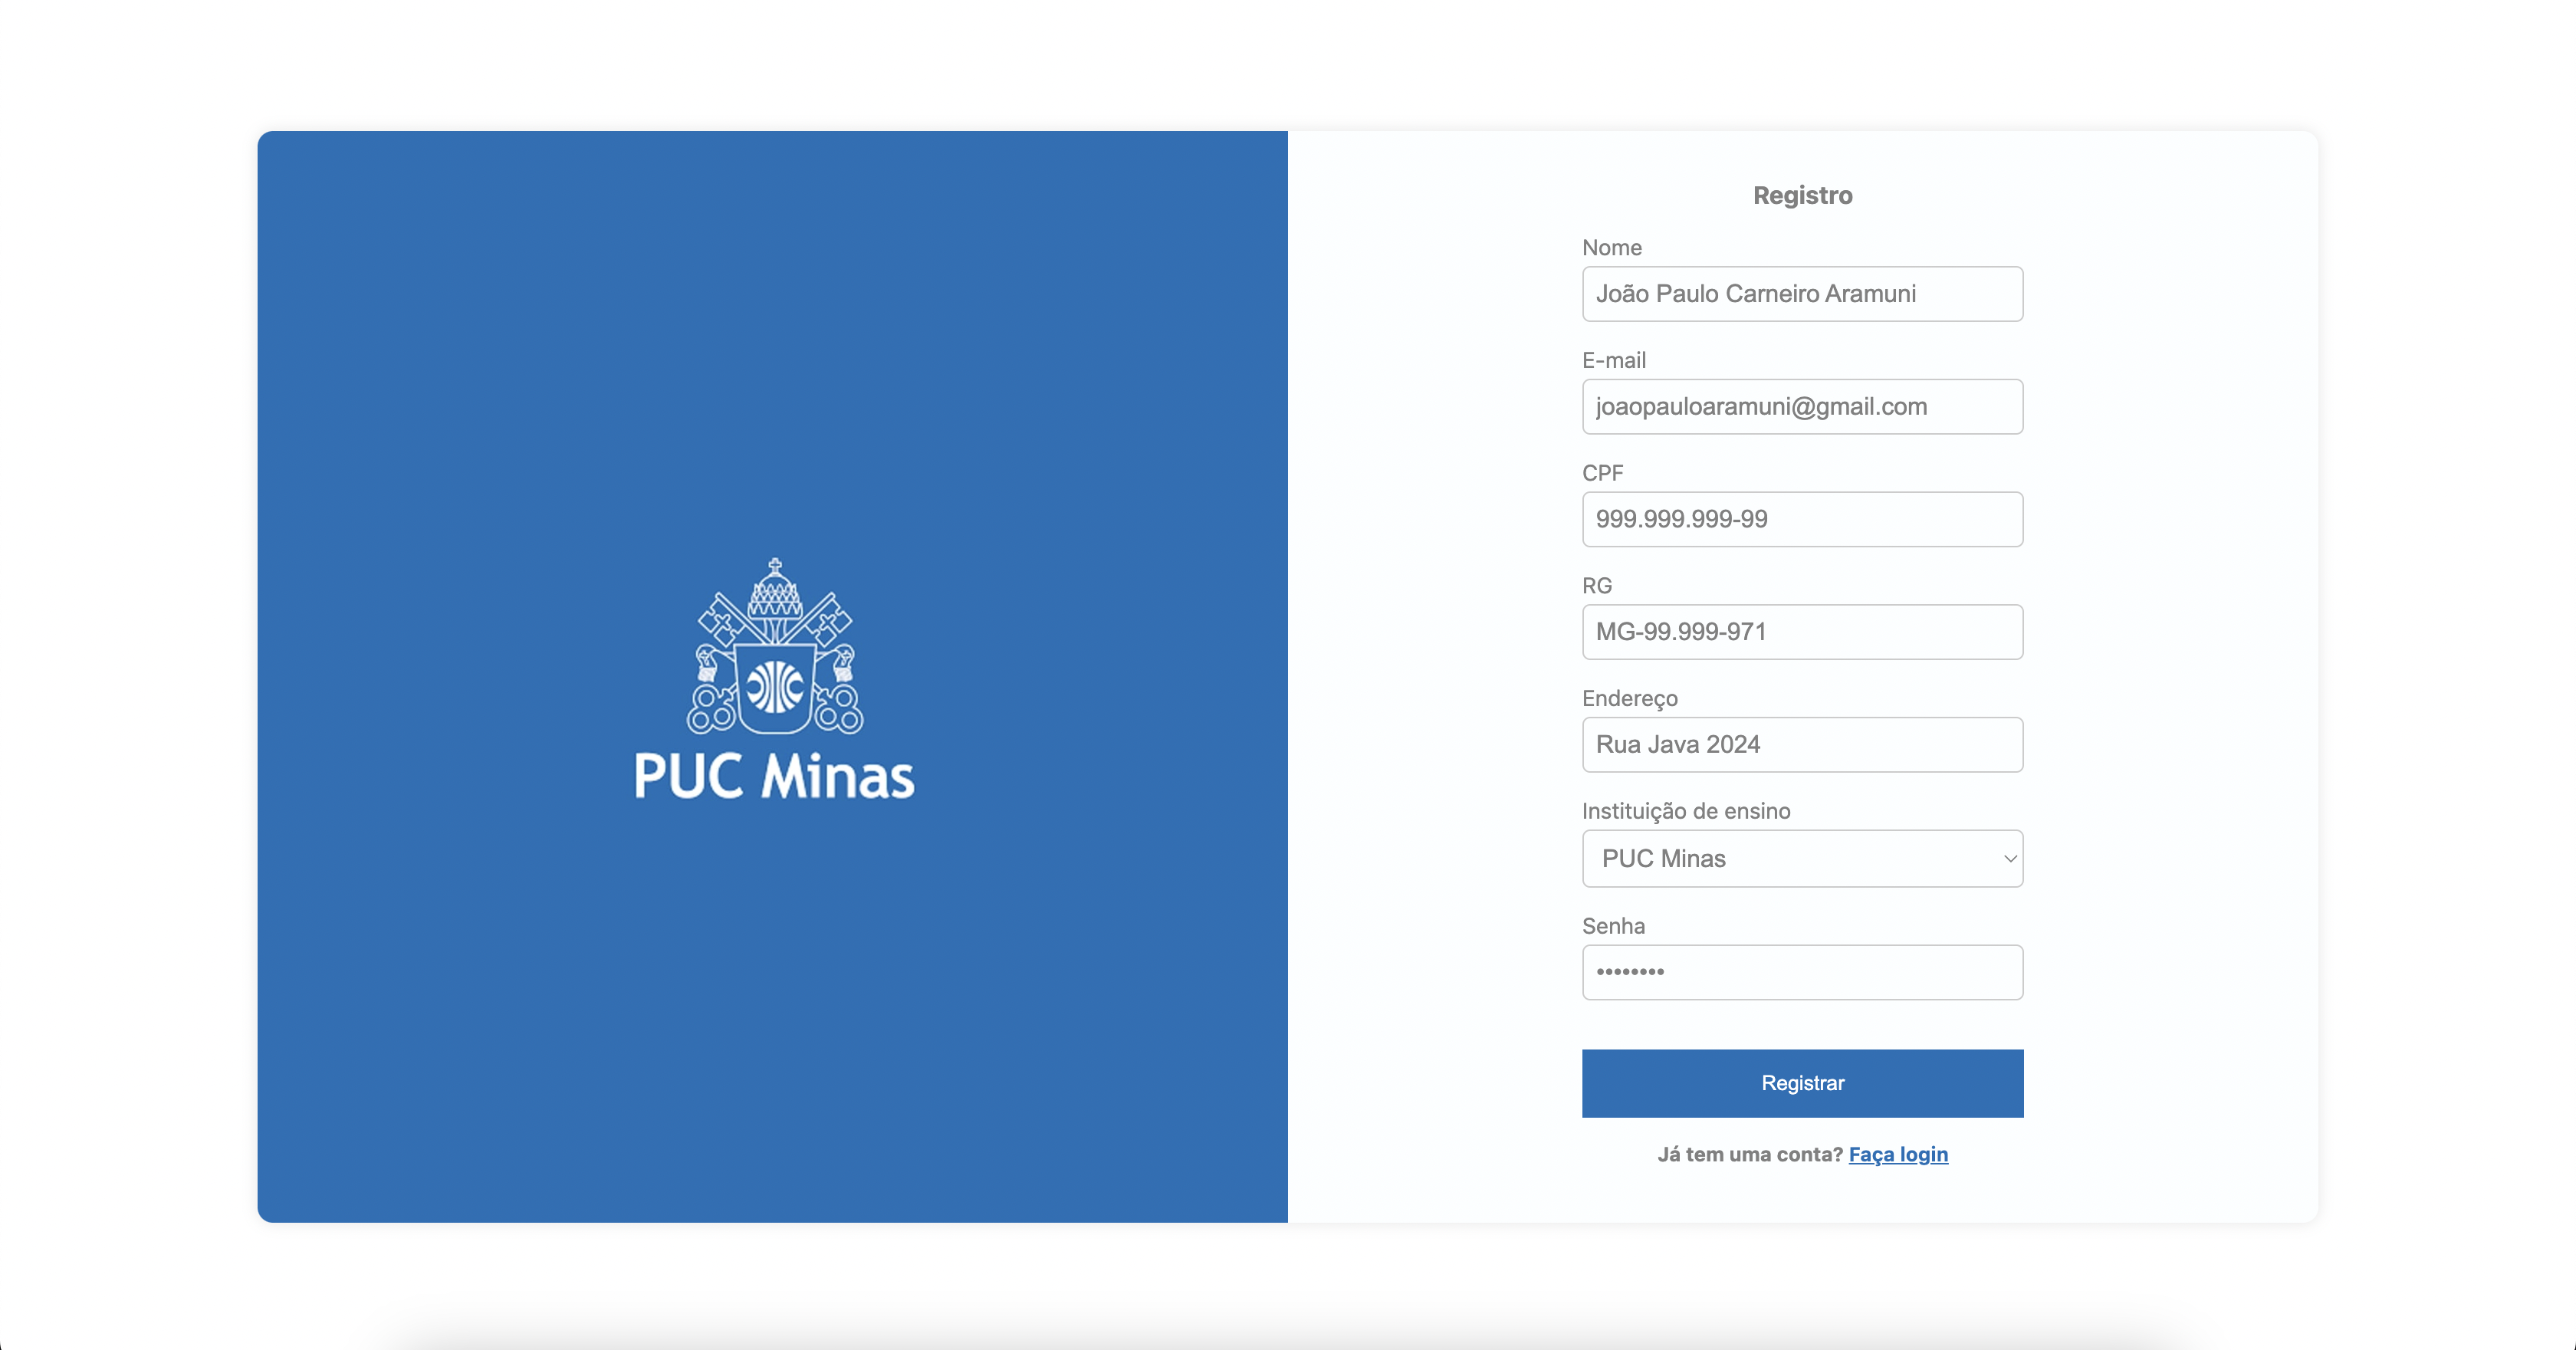 PUC Minas
Registro
Nome
João Paulo Carneiro Aramuni
E-mail
joaopauloaramuni@gmail.com
CPF
999.999.999-99
RG
MG-99.999-971
Endereço
Rua Java 2024
Instituição de ensino
PUC Minas
Senha
••••••••
Registrar
Já tem uma conta? Faça login